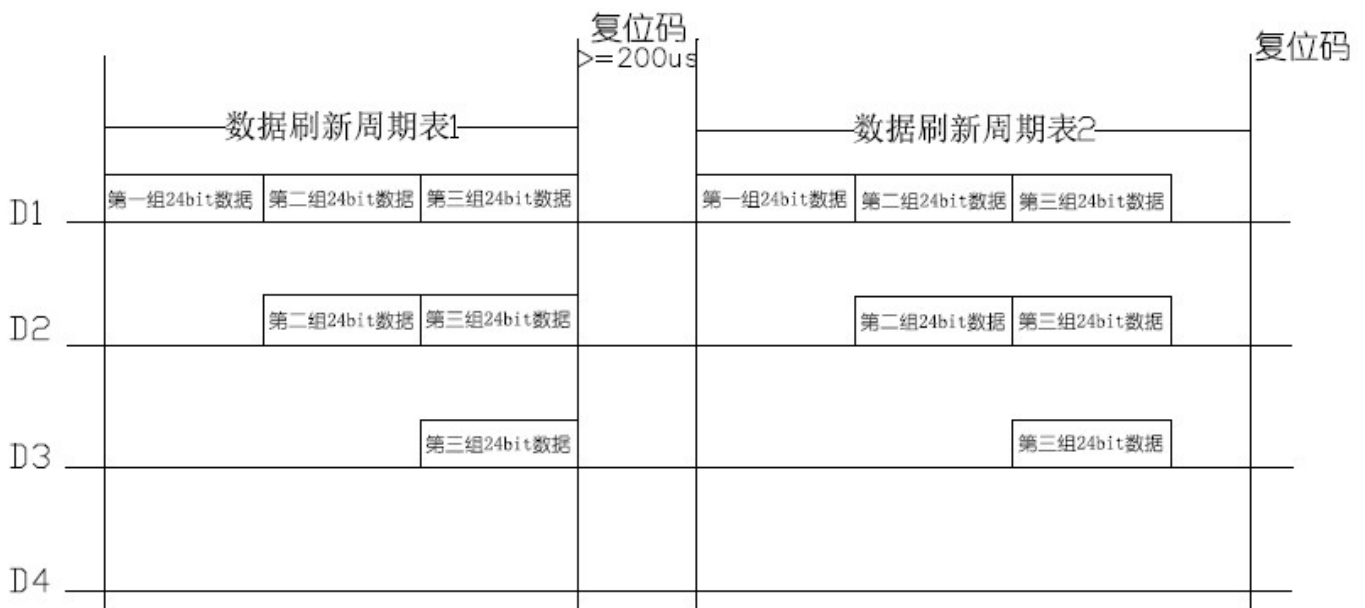 复位码
>=200us
复位码
数据刷新周期表1
数据刷新周期表2
D1
第一组24bit数据
第二组24bit数据
第三组24bit数据
第一组24bit数据
第二组24bit数据
第三组24bit数据
D2
第二组24bit数据
第三组24bit数据
第二组24bit数据
第三组24bit数据
D3
第三组24bit数据
第三组24bit数据
D4